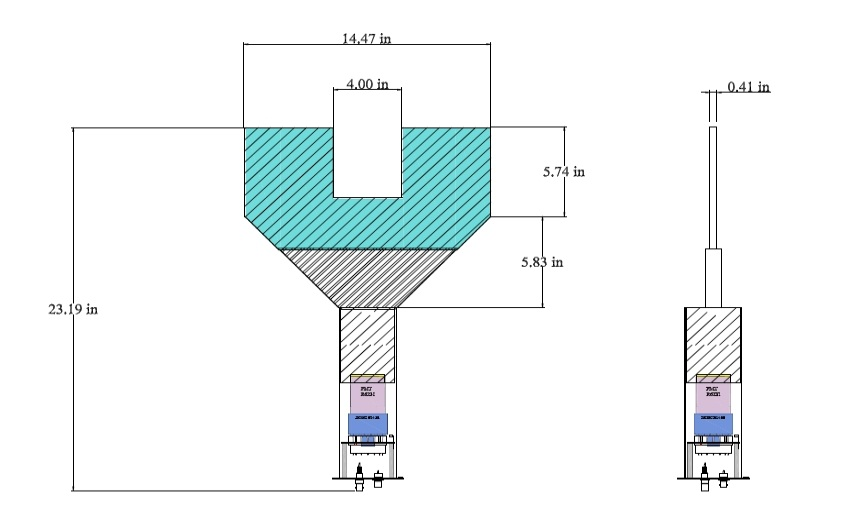 14.47 in
4.00 in
0.41 in
5.74 in
5.83 in
23.19 in
PMT
PMT